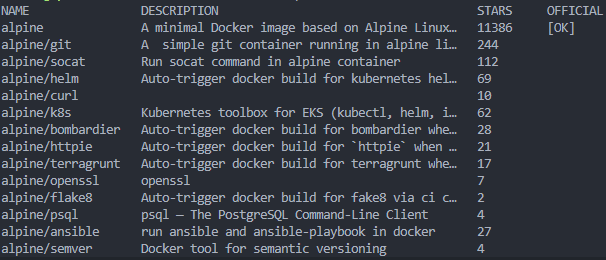 NAME DESCRIPTION STARS OFFICIAL
alpine A minimal Docker image based on Alpine Linux… 11386 [OK]
alpine/git A  simple git container running in alpine li… 244
alpine/socat Run socat command in alpine container 112
alpine/helm Auto-trigger docker build for kubernetes hel… 69
alpine/curl 10
alpine/k8s Kubernetes toolbox for EKS (kubectl, helm, i… 62
alpine/bombardier Auto-trigger docker build for bombardier whe… 28
alpine/httpie Auto-trigger docker build for `httpie` when … 21
alpine/terragrunt Auto-trigger docker build for terragrunt whe… 17
alpine/openssl openssl 7
alpine/flake8 Auto-trigger docker build for fake8 via ci c… 2
alpine/psql psql — The PostgreSQL Command-Line Client 4
alpine/ansible run ansible and ansible-playbook in docker 27
alpine/semver Docker tool for semantic versioning 4